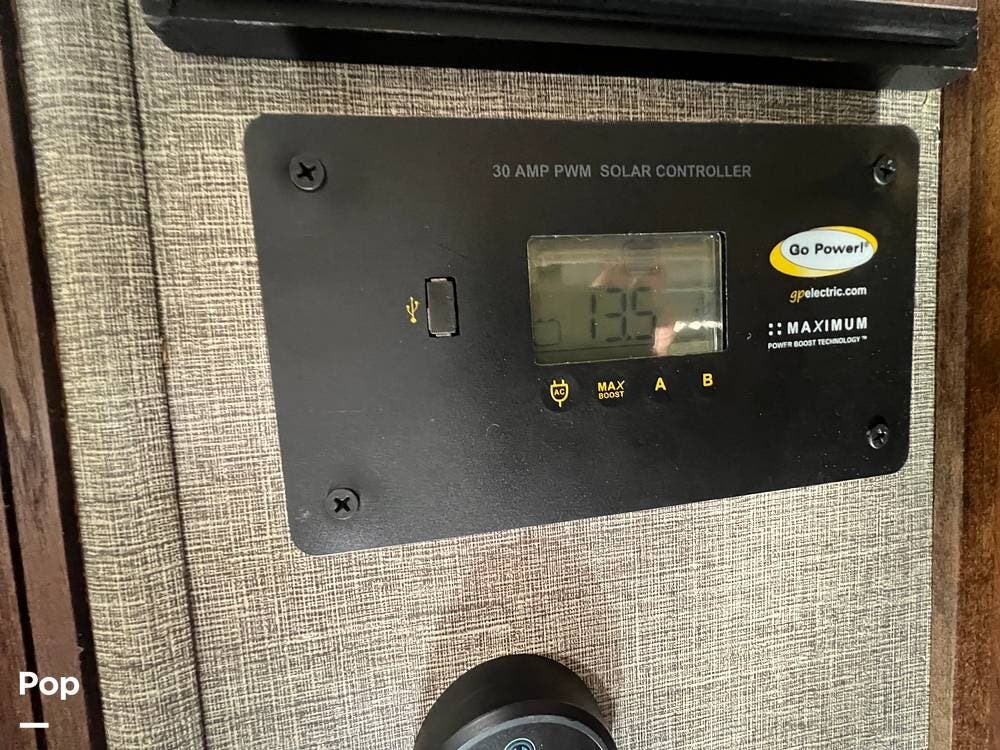 30 AMP PWM SOLAR CONTROLLER
Go Power!®
gpelectric.com
MAXIMUM
POWER BOOST TECHNOLOGY™
13.5
AC
MAX
BOOST
A
B
Pop